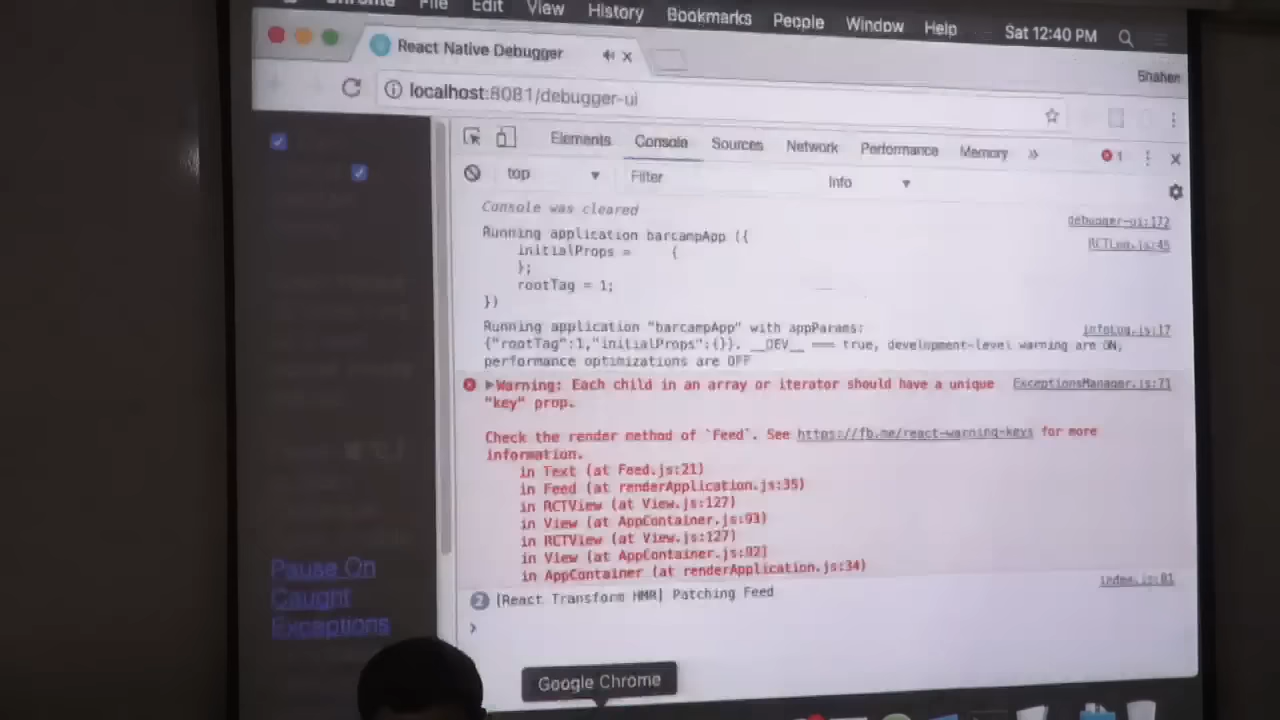 Chrome File Edit View History Bookmarks People Window Help Sat 12:40 PM
React Native Debugger
Shahen
localhost:8081/debugger-ui
Elements Console Sources Network Performance Memory » 1
top Filter Info
Console was cleared debugger-ui:172
Running application barcampApp ({ RCTLog.js:45
initialProps = {
};
rootTag = 1;
})
Running application "barcampApp" with appParams: infoLog.js:17
{"rootTag":1,"initialProps":{}}. __DEV__ === true, development-level warning are ON,
performance optimizations are OFF
Warning: Each child in an array or iterator should have a unique ExceptionsManager.js:71
"key" prop.
Check the render method of `Feed`. See https://fb.me/react-warning-keys for more
information.
in Text (at Feed.js:21)
in Feed (at renderApplication.js:35)
in RCTView (at View.js:127)
in View (at AppContainer.js:93)
in RCTView (at View.js:127)
in View (at AppContainer.js:92)
in AppContainer (at renderApplication.js:34)
2 [React Transform HMR] Patching Feed index.js:81
Pause On
Caught
Exceptions
Google Chrome